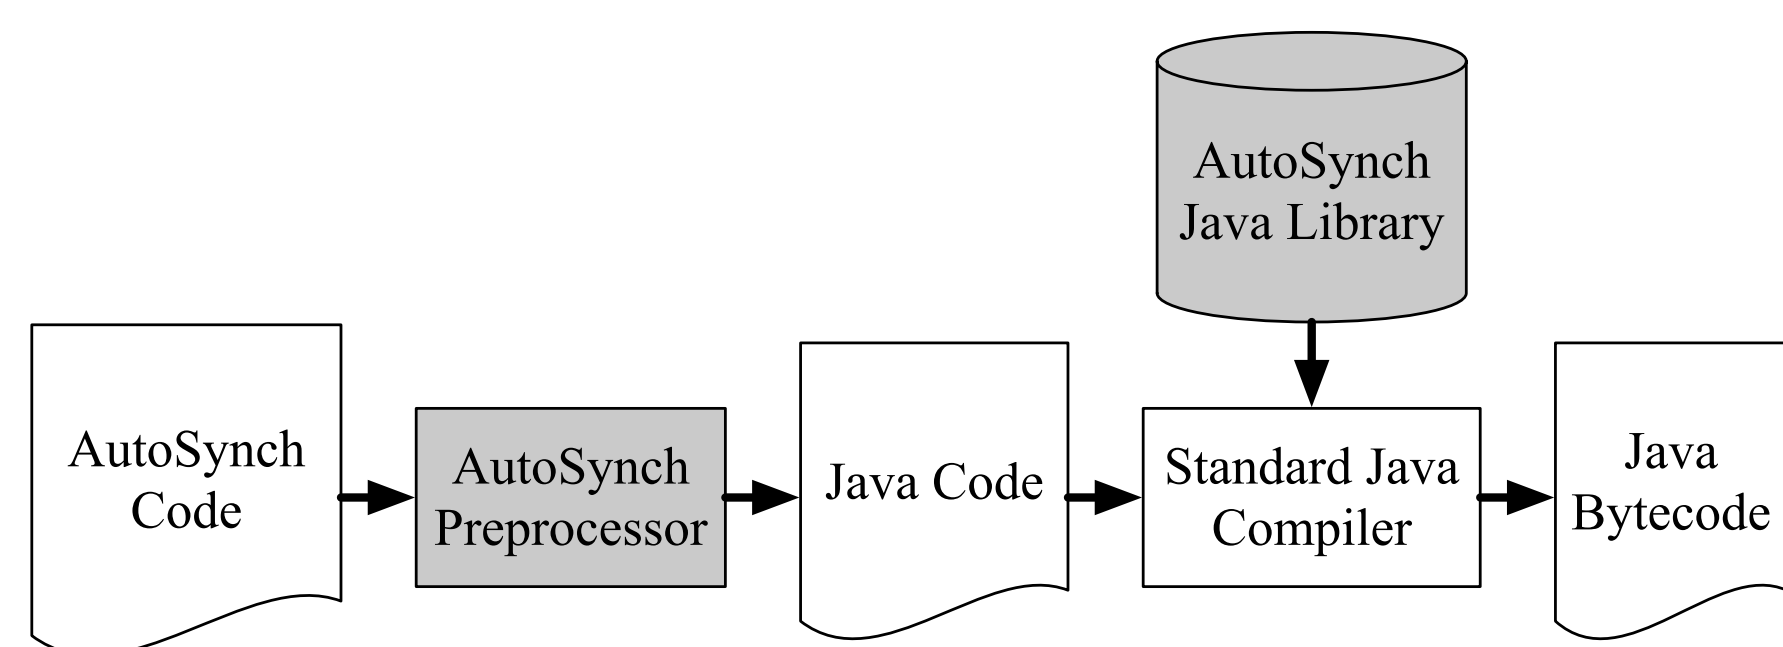 AutoSynch
Java Library
AutoSynch
Code
AutoSynch
Preprocessor
Java Code
Standard Java
Compiler
Java
Bytecode